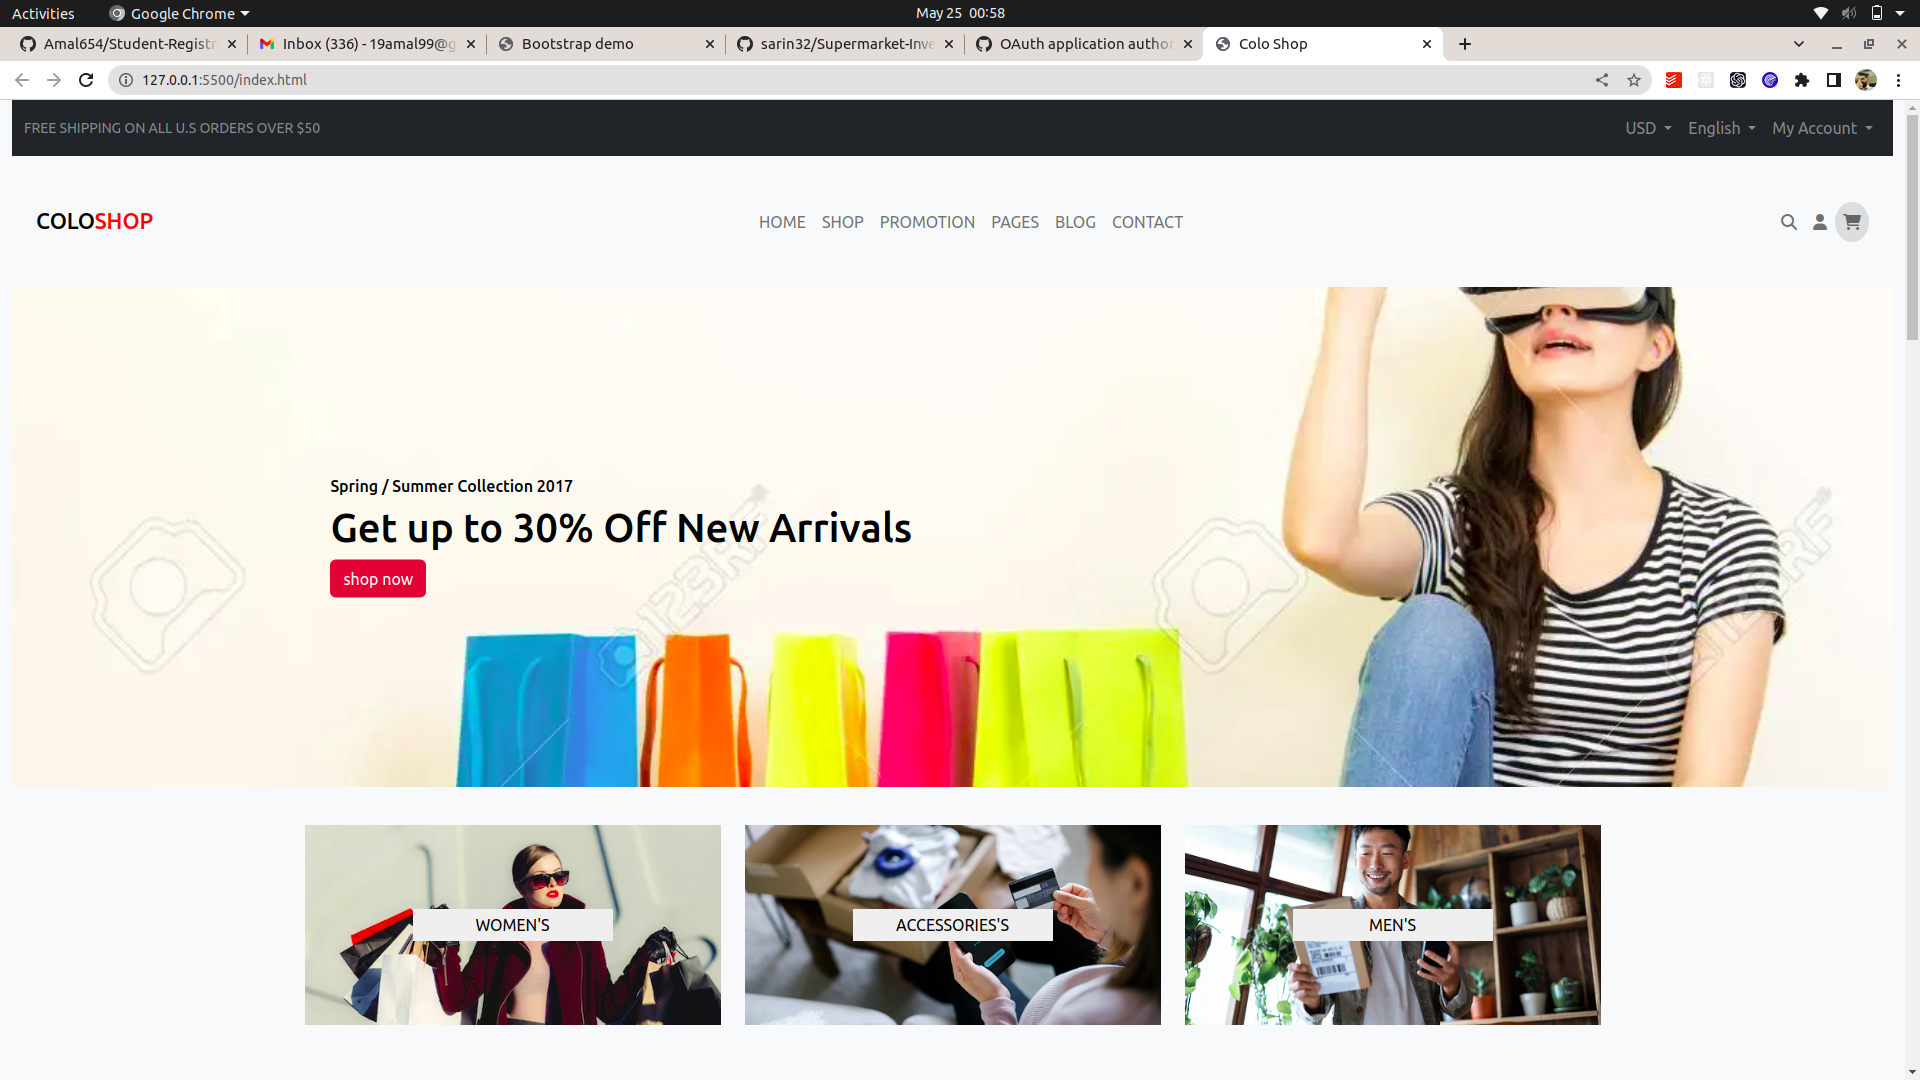 Activities
Google Chrome
May 25 00:58
Amal654/Student-Registr
Inbox (336) - 19amal99@g
Bootstrap demo
sarin32/Supermarket-Inve
OAuth application author
Colo Shop
127.0.0.1:5500/index.html
FREE SHIPPING ON ALL U.S ORDERS OVER $50
USD
English
My Account
COLOSHOP
HOME
SHOP
PROMOTION
PAGES
BLOG
CONTACT
Spring / Summer Collection 2017
Get up to 30% Off New Arrivals
shop now
123RF
123RF
WOMEN'S
ACCESSORIES'S
MEN'S